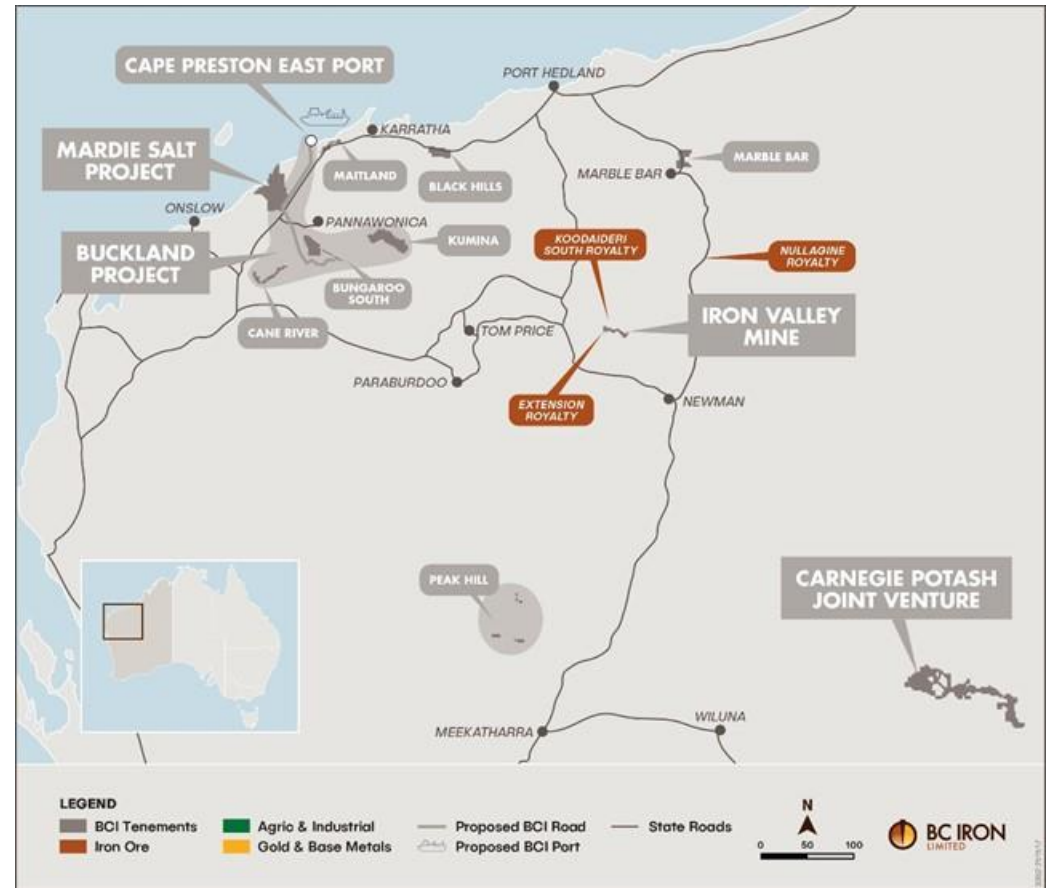 CAPE PRESTON EAST PORT
PORT HEDLAND
KARRATHA
MARDIE SALT
PROJECT
MAITLAND
BLACK HILLS
MARBLE BAR
MARBLE BAR
ONSLOW
PANNAWONICA
BUCKLAND
PROJECT
KUMINA
KOODAIDERI
SOUTH ROYALTY
NULLAGINE
ROYALTY
BUNGAROO
SOUTH
CANE RIVER
TOM PRICE
IRON VALLEY
MINE
PARABURDOO
EXTENSION
ROYALTY
NEWMAN
PEAK HILL
CARNEGIE POTASH
JOINT VENTURE
MEEKATHARRA
WILUNA
LEGEND
BCI Tenements
Iron Ore
Agric & Industrial
Gold & Base Metals
Proposed BCI Road
Proposed BCI Port
State Roads
N
0 50 100
BC IRON
LIMITED